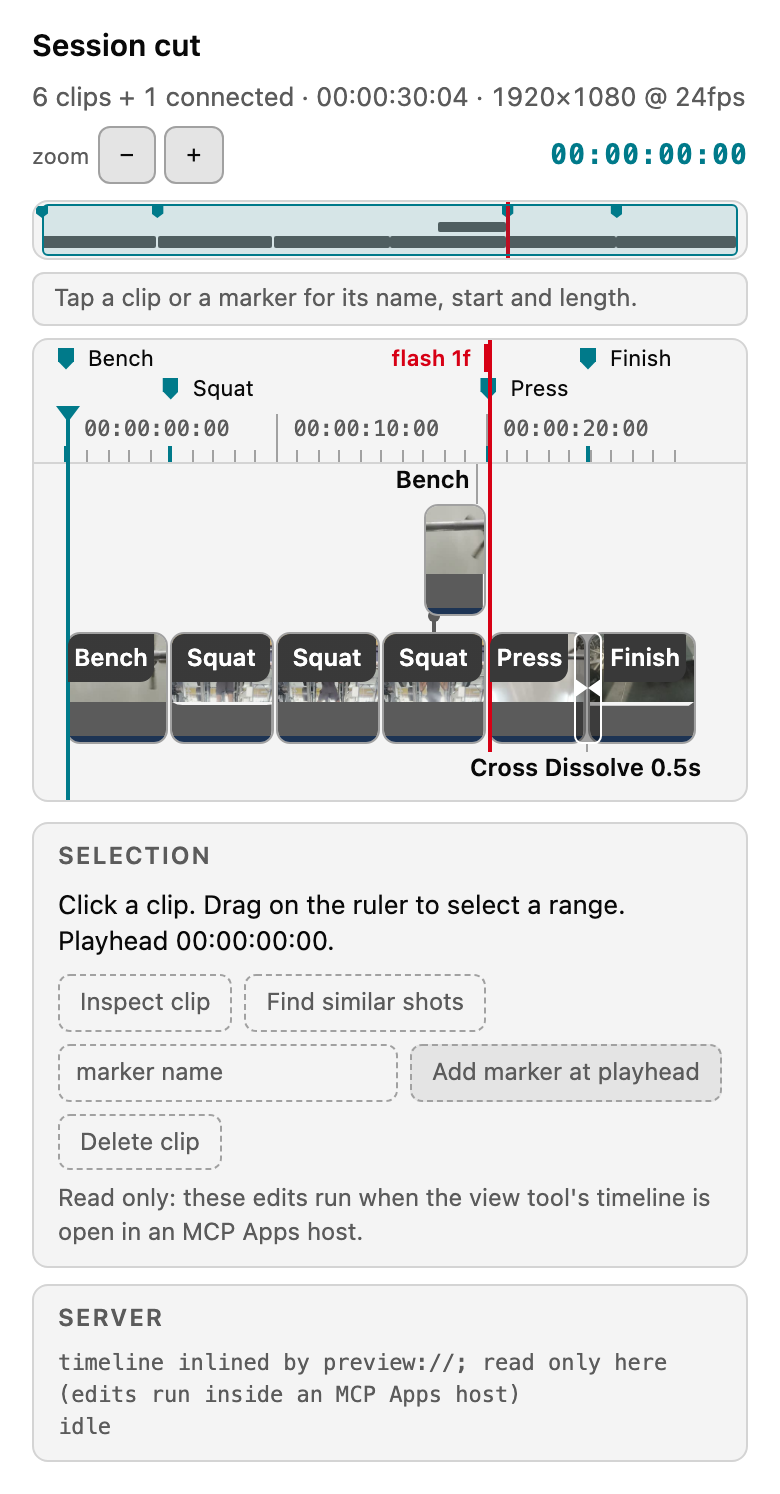 Session cut
6 clips + 1 connected · 00:00:30:04 · 1920×1080 @ 24fps
zoom − + 00:00:00:00
Tap a clip or a marker for its name, start and length.
Bench flash 1f Finish
Squat Press
00:00:00:00 00:00:10:00 00:00:20:00
Bench
Bench Squat Squat Squat Press Finish
Cross Dissolve 0.5s
SELECTION
Click a clip. Drag on the ruler to select a range.
Playhead 00:00:00:00.
Inspect clip Find similar shots
marker name Add marker at playhead
Delete clip
Read only: these edits run when the view tool's timeline is
open in an MCP Apps host.
SERVER
timeline inlined by preview://; read only here
(edits run inside an MCP Apps host)
idle